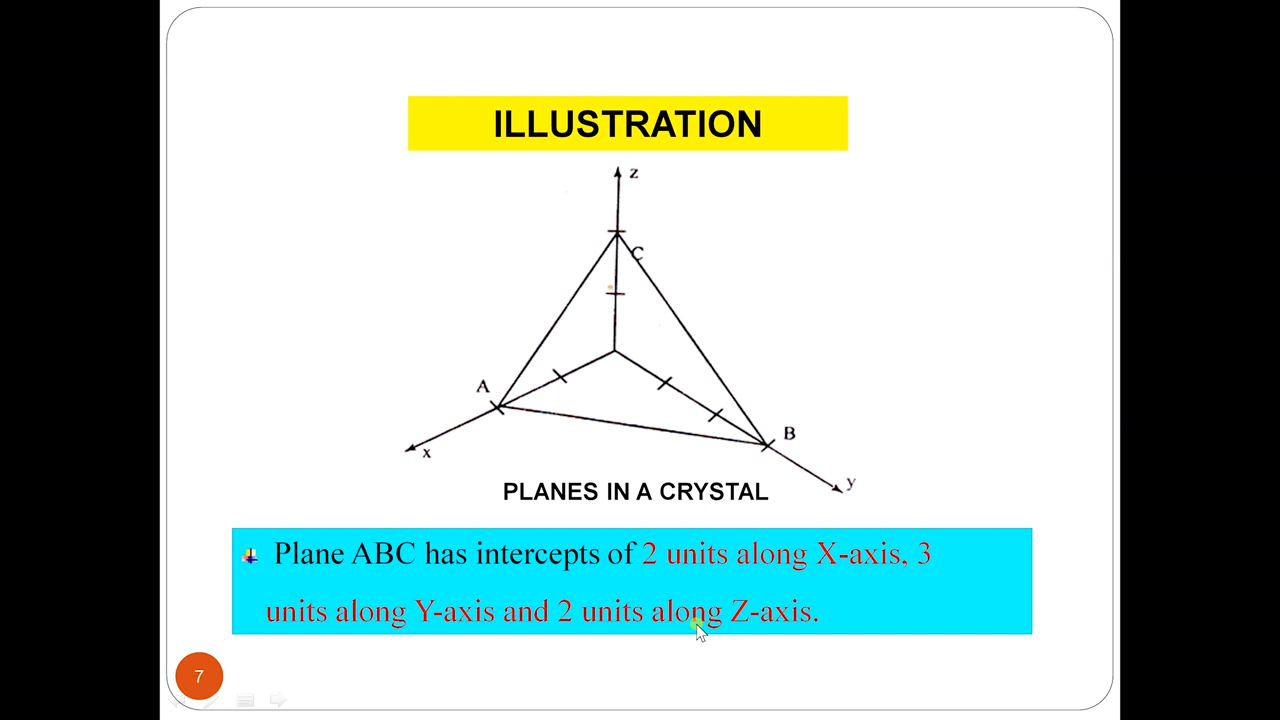 ILLUSTRATION
z
C
A
B
x
y
PLANES IN A CRYSTAL
Plane ABC has intercepts of 2 units along X-axis, 3
units along Y-axis and 2 units along Z-axis.
7